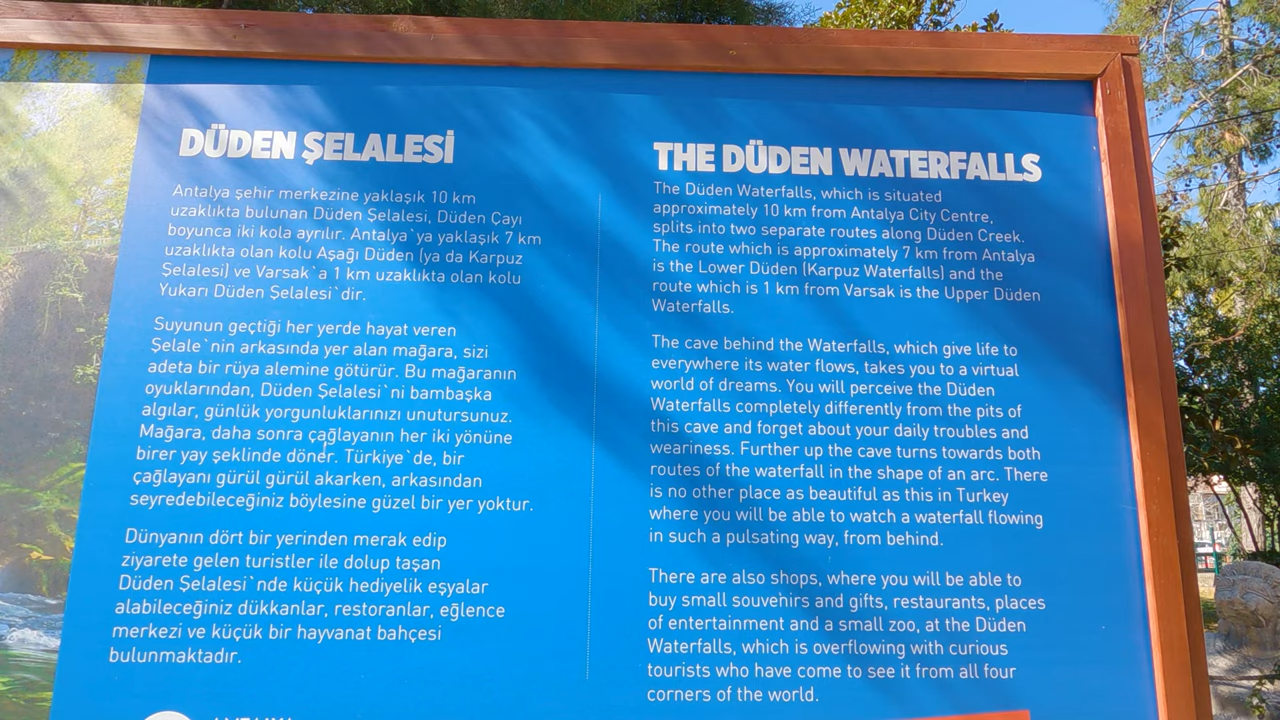 DÜDEN ŞELALESİ
Antalya şehir merkezine yaklaşık 10 km
uzaklıkta bulunan Düden Şelalesi, Düden Çayı
boyunca iki kola ayrılır. Antalya`ya yaklaşık 7 km
uzaklıkta olan kolu Aşağı Düden (ya da Karpuz
Şelalesi) ve Varsak`a 1 km uzaklıkta olan kolu
Yukarı Düden Şelalesi`dir.
Suyunun geçtiği her yerde hayat veren
Şelale`nin arkasında yer alan mağara, sizi
adeta bir rüya alemine götürür. Bu mağaranın
oyuklarından, Düden Şelalesi`ni bambaşka
algılar, günlük yorgunluklarınızı unutursunuz.
Mağara, daha sonra çağlayanın her iki yönüne
birer yay şeklinde döner. Türkiye`de, bir
çağlayanı gürül gürül akarken, arkasından
seyredebileceğiniz böylesine güzel bir yer yoktur.
Dünyanın dört bir yerinden merak edip
ziyarete gelen turistler ile dolup taşan
Düden Şelalesi`nde küçük hediyelik eşyalar
alabileceğiniz dükkanlar, restoranlar, eğlence
merkezi ve küçük bir hayvanat bahçesi
bulunmaktadır.
THE DÜDEN WATERFALLS
The Düden Waterfalls, which is situated
approximately 10 km from Antalya City Centre,
splits into two separate routes along Düden Creek.
The route which is approximately 7 km from Antalya
is the Lower Düden (Karpuz Waterfalls) and the
route which is 1 km from Varsak is the Upper Düden
Waterfalls.
The cave behind the Waterfalls, which give life to
everywhere its water flows, takes you to a virtual
world of dreams. You will perceive the Düden
Waterfalls completely differently from the pits of
this cave and forget about your daily troubles and
weariness. Further up the cave turns towards both
routes of the waterfall in the shape of an arc. There
is no other place as beautiful as this in Turkey
where you will be able to watch a waterfall flowing
in such a pulsating way, from behind.
There are also shops, where you will be able to
buy small souvenirs and gifts, restaurants, places
of entertainment and a small zoo, at the Düden
Waterfalls, which is overflowing with curious
tourists who have come to see it from all four
corners of the world.